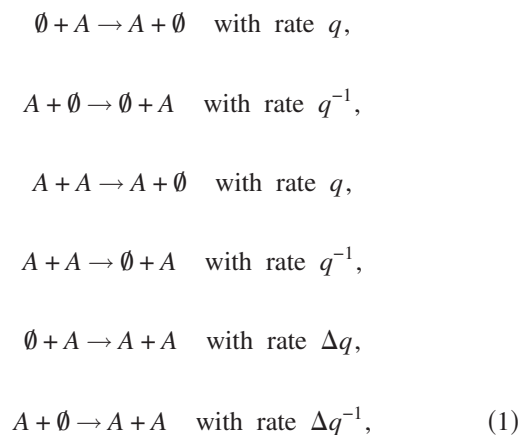 ∅ + A → A + ∅ with rate q,
A + ∅ → ∅ + A with rate q⁻¹,
A + A → A + ∅ with rate q,
A + A → ∅ + A with rate q⁻¹,
∅ + A → A + A with rate Δq,
A + ∅ → A + A with rate Δq⁻¹, (1)